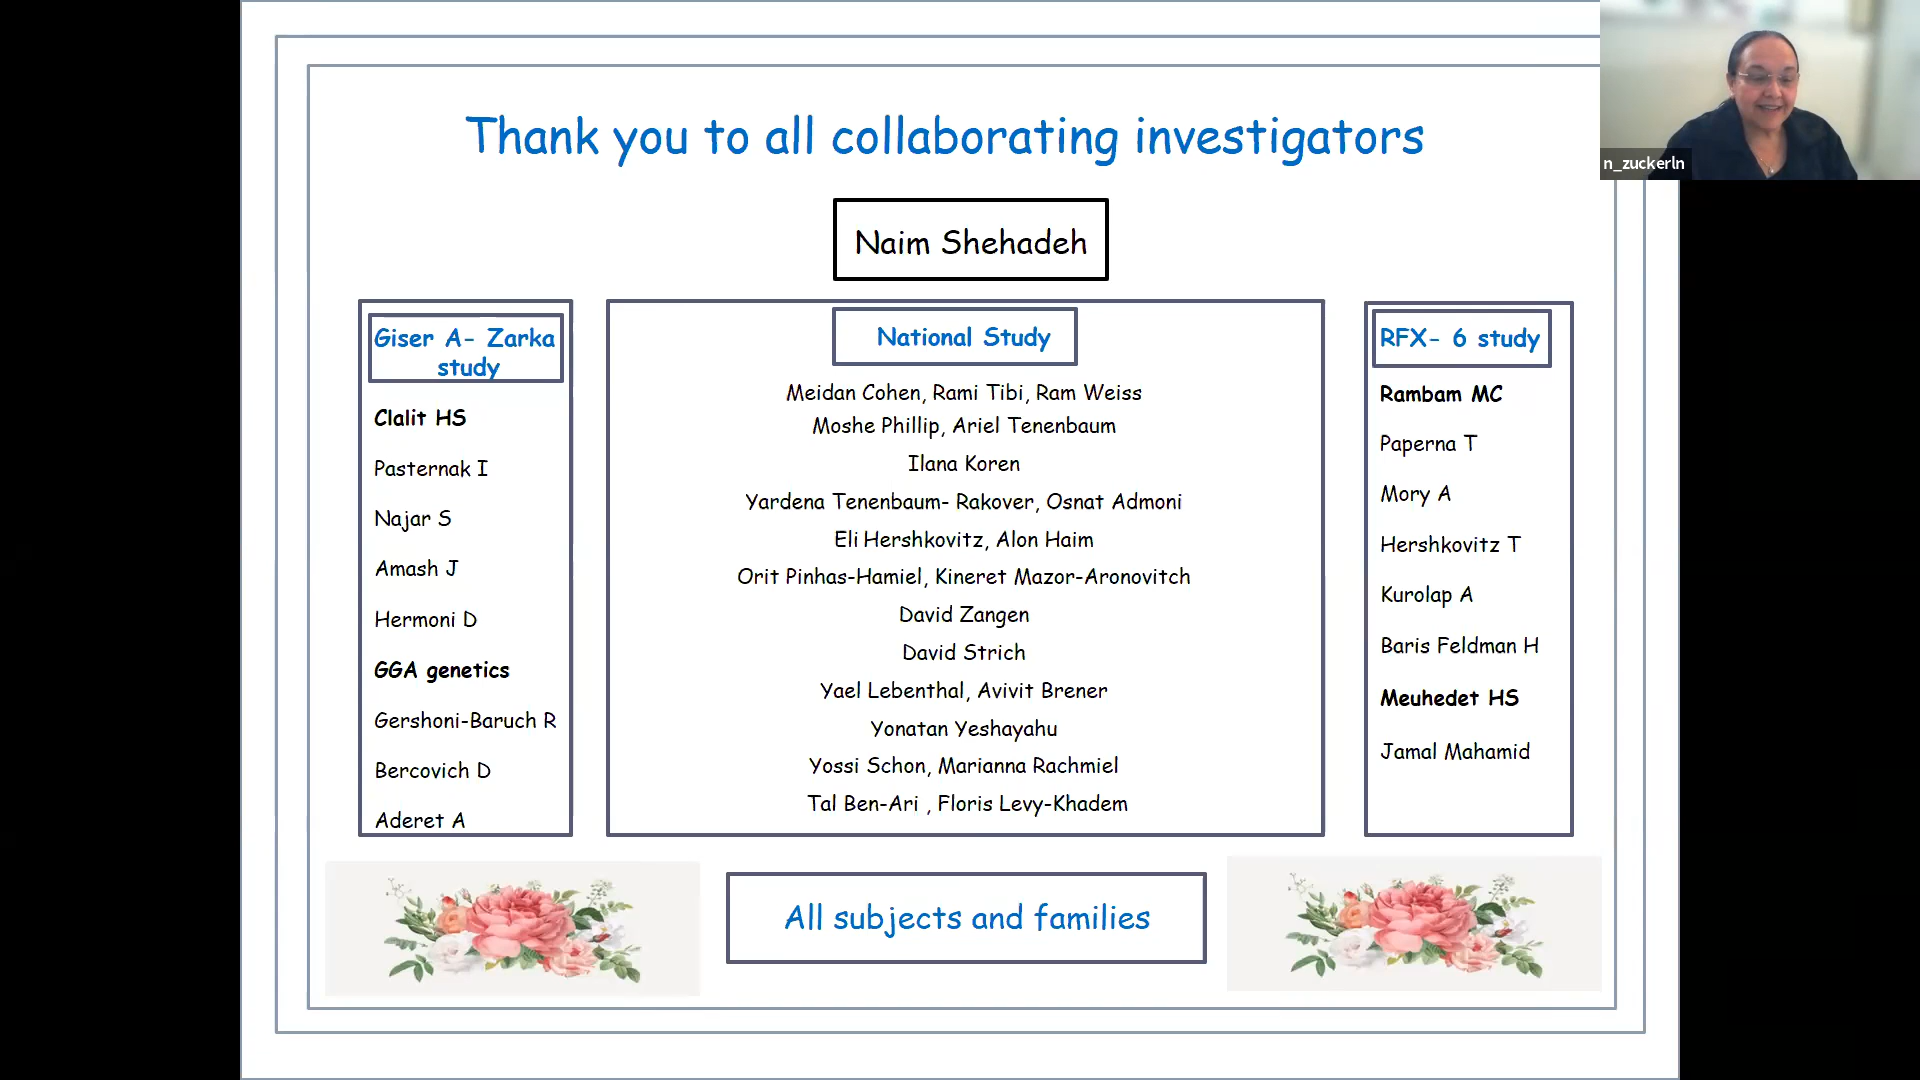 Thank you to all collaborating investigators
n_zuckerln
Naim Shehadeh
Giser A- Zarka
study
Clalit HS
Pasternak I
Najar S
Amash J
Hermoni D
GGA genetics
Gershoni-Baruch R
Bercovich D
Aderet A
National Study
Meidan Cohen, Rami Tibi, Ram Weiss
Moshe Phillip, Ariel Tenenbaum
Ilana Koren
Yardena Tenenbaum- Rakover, Osnat Admoni
Eli Hershkovitz, Alon Haim
Orit Pinhas-Hamiel, Kineret Mazor-Aronovitch
David Zangen
David Strich
Yael Lebenthal, Avivit Brener
Yonatan Yeshayahu
Yossi Schon, Marianna Rachmiel
Tal Ben-Ari , Floris Levy-Khadem
RFX- 6 study
Rambam MC
Paperna T
Mory A
Hershkovitz T
Kurolap A
Baris Feldman H
Meuhedet HS
Jamal Mahamid
All subjects and families